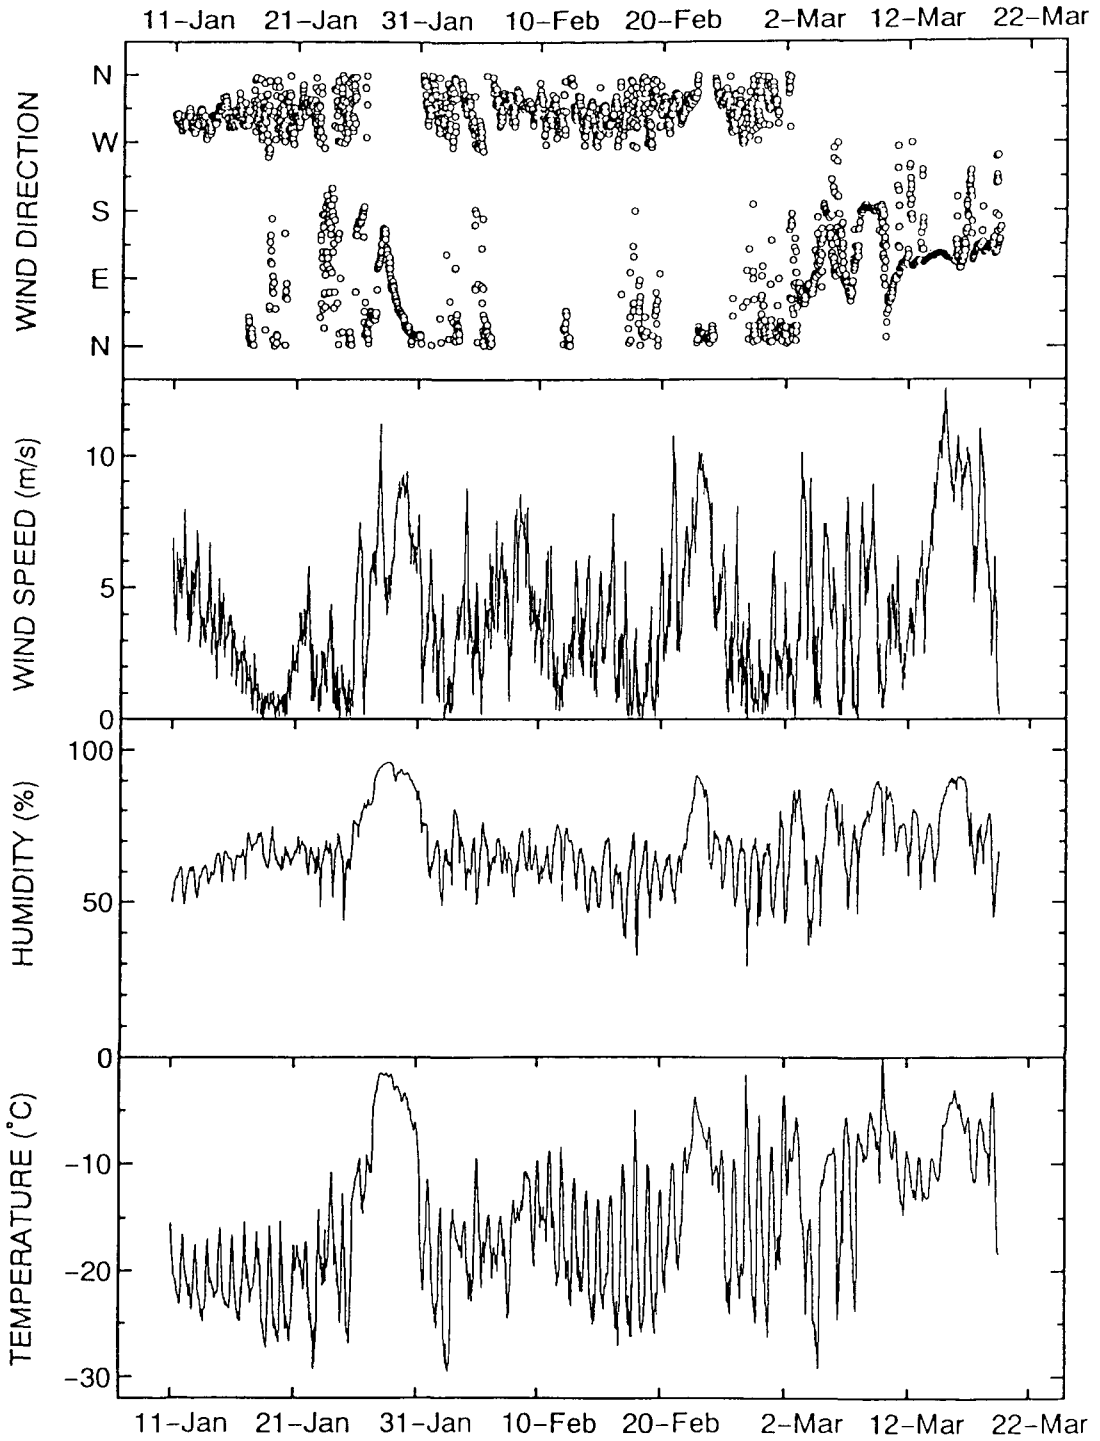 11-Jan 21-Jan 31-Jan 10-Feb 20-Feb 2-Mar 12-Mar 22-Mar
WIND DIRECTION
N
W
S
E
N
WIND SPEED (m/s)
10
5
0
HUMIDITY (%)
100
50
0
TEMPERATURE (°C)
-10
-20
-30
11-Jan 21-Jan 31-Jan 10-Feb 20-Feb 2-Mar 12-Mar 22-Mar